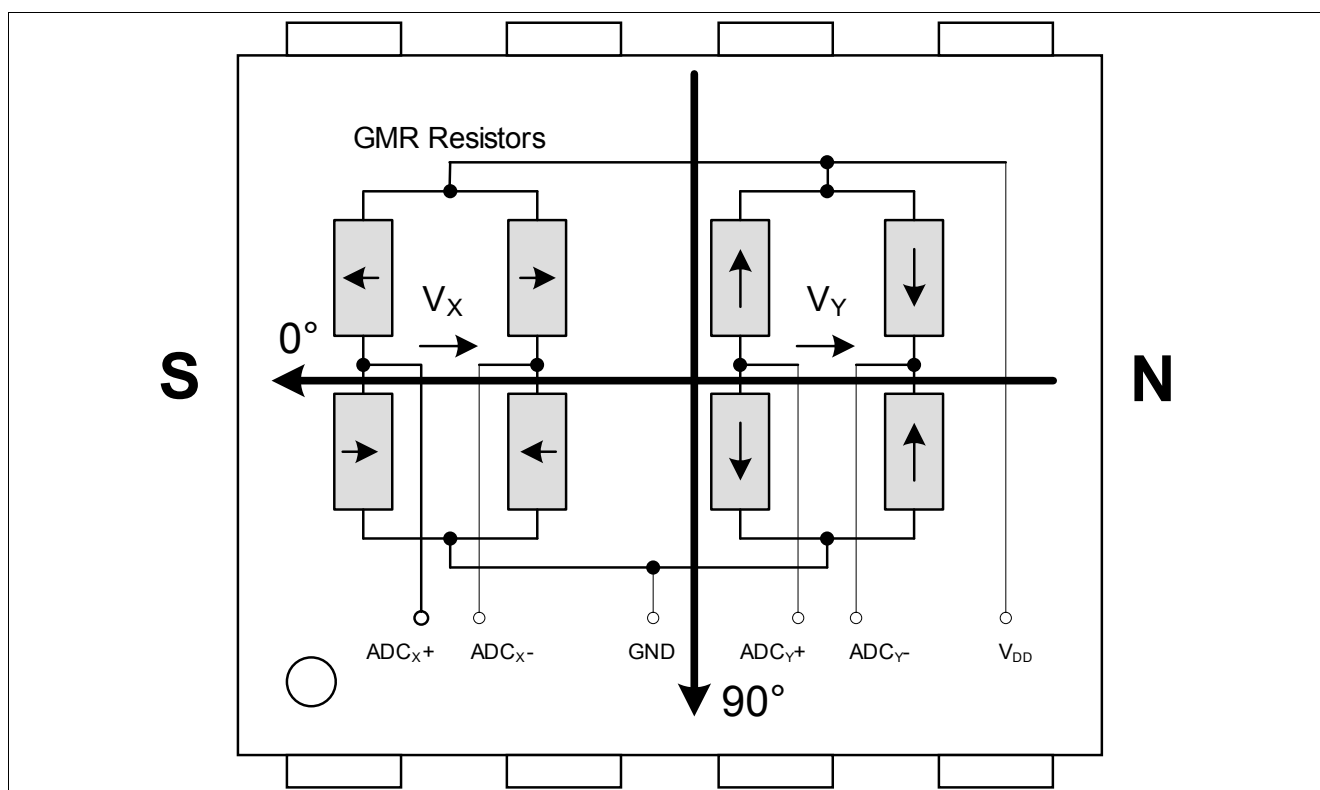 GMR Resistors
V_X
V_Y
0°
S
N
ADC_X+
ADC_X-
GND
ADC_Y+
ADC_Y-
V_DD
90°